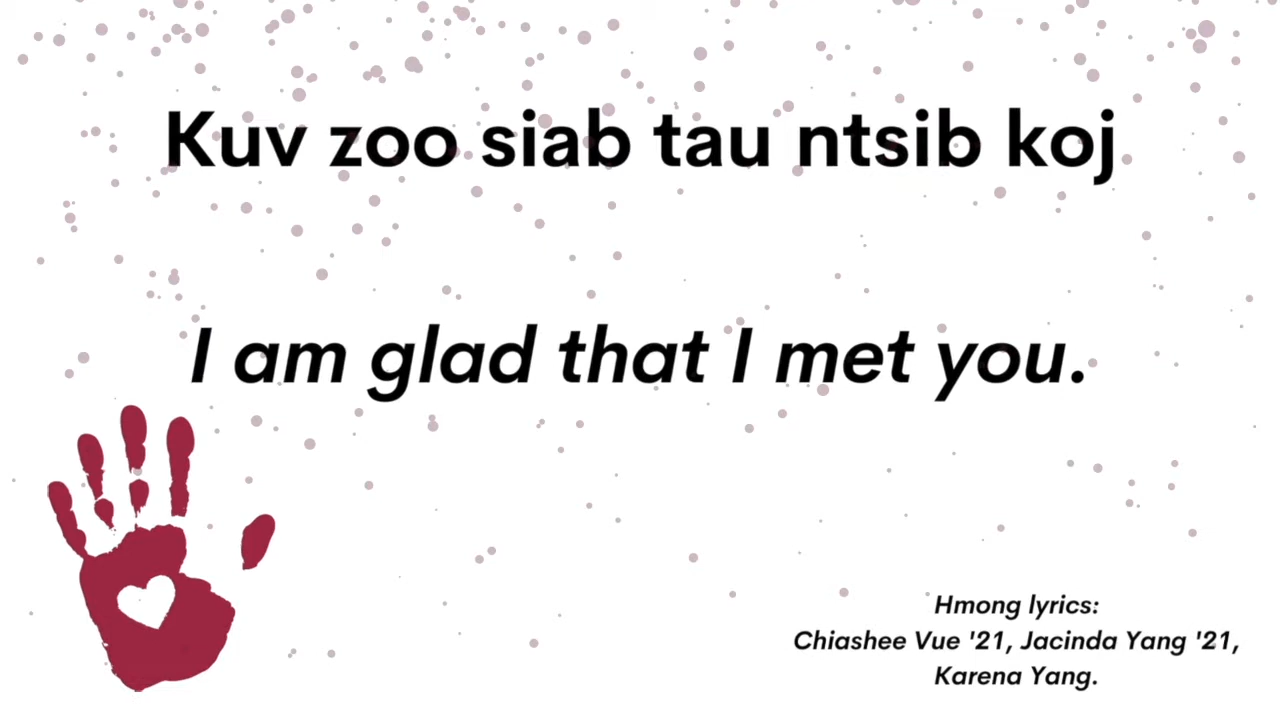 Kuv zoo siab tau ntsib koj
I am glad that I met you.
Hmong lyrics:
Chiashee Vue '21, Jacinda Yang '21,
Karena Yang.